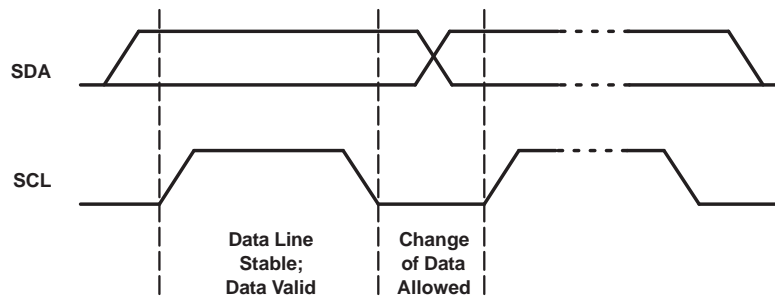 SDA
SCL
Data Line
Stable;
Data Valid
Change
of Data
Allowed